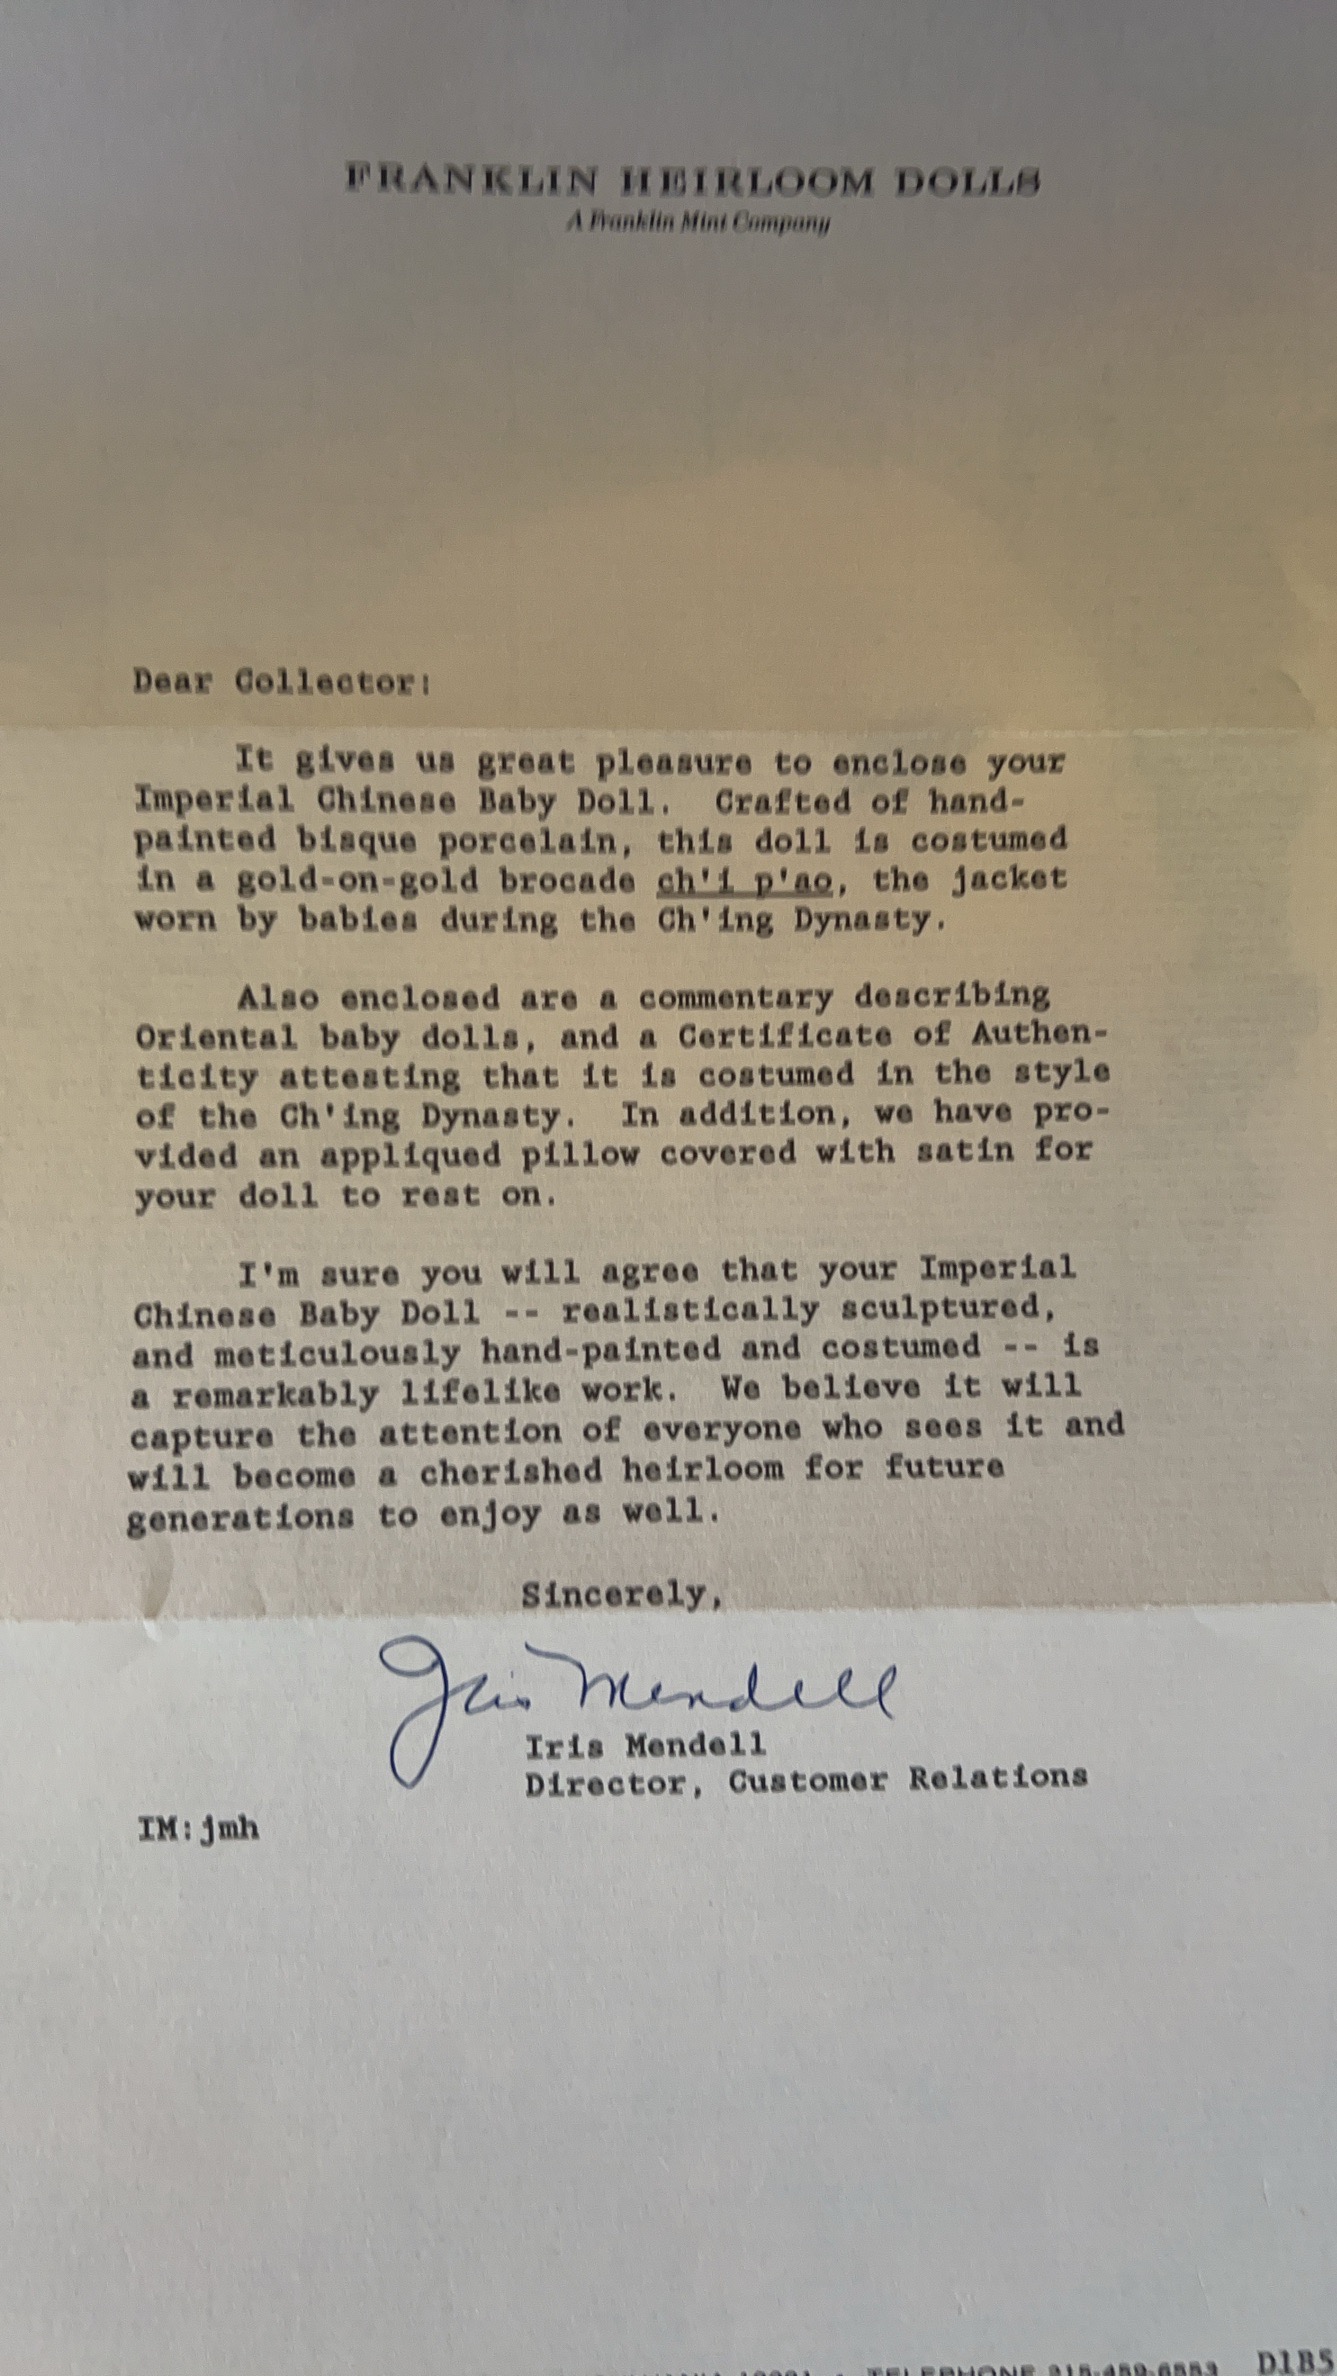 FRANKLIN HEIRLOOM DOLLS
A Franklin Mint Company
Dear Collector:
It gives us great pleasure to enclose your
Imperial Chinese Baby Doll. Crafted of hand-
painted bisque porcelain, this doll is costumed
in a gold-on-gold brocade ch'i p'ao, the jacket
worn by babies during the Ch'ing Dynasty.
Also enclosed are a commentary describing
Oriental baby dolls, and a Certificate of Authen-
ticity attesting that it is costumed in the style
of the Ch'ing Dynasty. In addition, we have pro-
vided an appliqued pillow covered with satin for
your doll to rest on.
I'm sure you will agree that your Imperial
Chinese Baby Doll -- realistically sculptured,
and meticulously hand-painted and costumed -- is
a remarkably lifelike work. We believe it will
capture the attention of everyone who sees it and
will become a cherished heirloom for future
generations to enjoy as well.
Sincerely,
Iris Mendell
Iris Mendell
Director, Customer Relations
IM:jmh
TELEPHONE 215-459-6553 D1B5